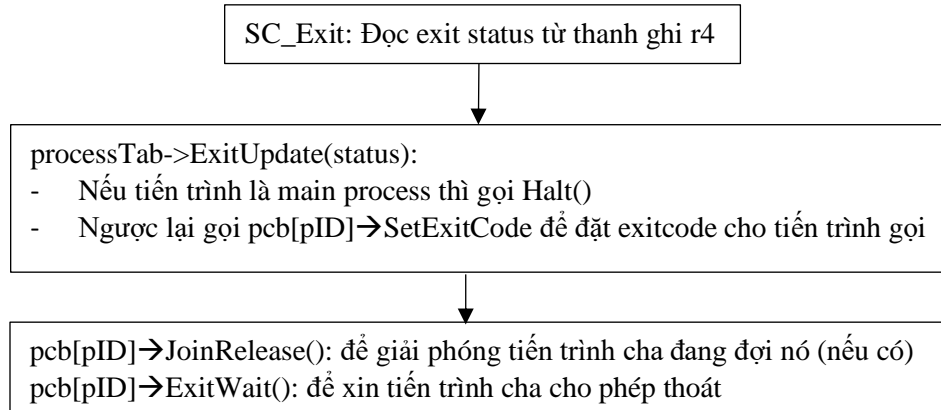 SC_Exit: Đọc exit status từ thanh ghi r4
processTab->ExitUpdate(status):
- Nếu tiến trình là main process thì gọi Halt()
- Ngược lại gọi pcb[pID]→SetExitCode để đặt exitcode cho tiến trình gọi
pcb[pID]→JoinRelease(): để giải phóng tiến trình cha đang đợi nó (nếu có)
pcb[pID]→ExitWait(): để xin tiến trình cha cho phép thoát